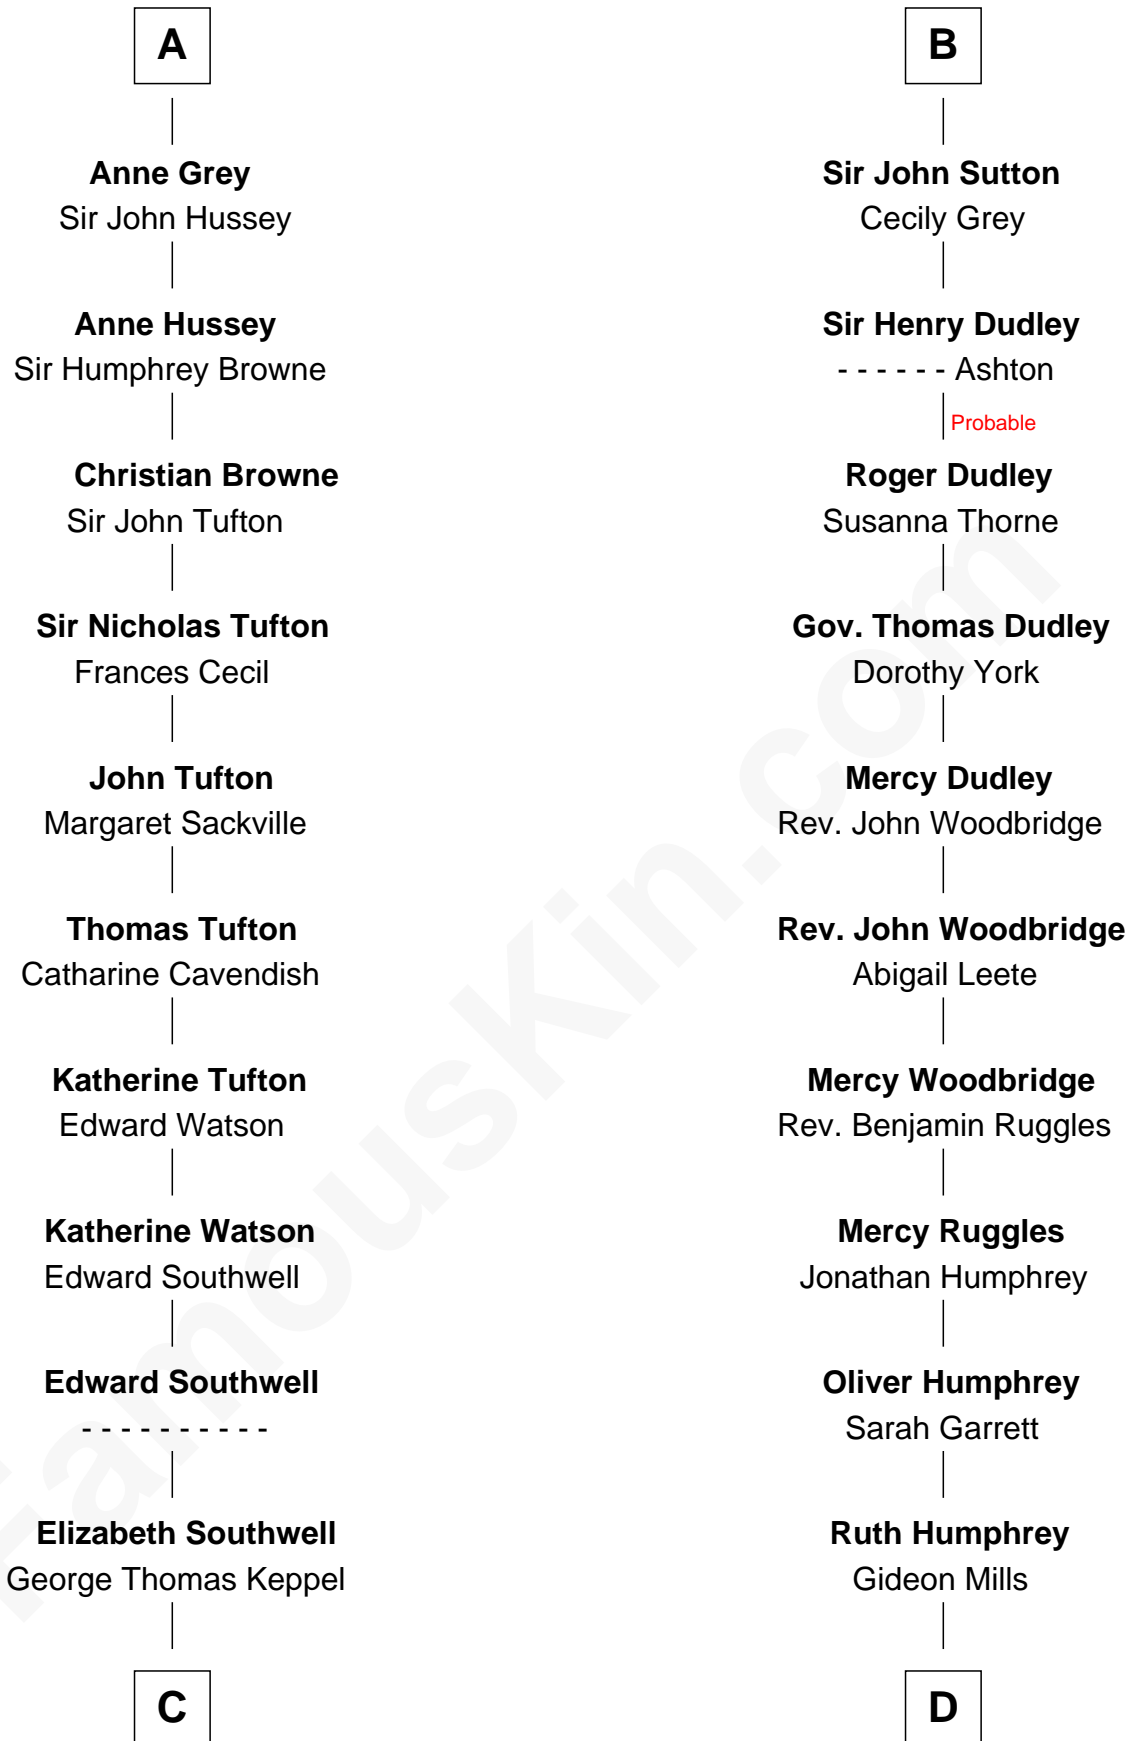 A
Anne Grey
Sir John Hussey
Anne Hussey
Sir Humphrey Browne
Christian Browne
Sir John Tufton
Sir Nicholas Tufton
Frances Cecil
John Tufton
Margaret Sackville
Thomas Tufton
Catharine Cavendish
Katherine Tufton
Edward Watson
Katherine Watson
Edward Southwell
Edward Southwell
- - - - - - - - - -
Elizabeth Southwell
George Thomas Keppel
C
B
Sir John Sutton
Cecily Grey
Sir Henry Dudley
- - - - - - Ashton
Probable
Roger Dudley
Susanna Thorne
Gov. Thomas Dudley
Dorothy York
Mercy Dudley
Rev. John Woodbridge
Rev. John Woodbridge
Abigail Leete
Mercy Woodbridge
Rev. Benjamin Ruggles
Mercy Ruggles
Jonathan Humphrey
Oliver Humphrey
Sarah Garrett
Ruth Humphrey
Gideon Mills
D
FamousKin.com